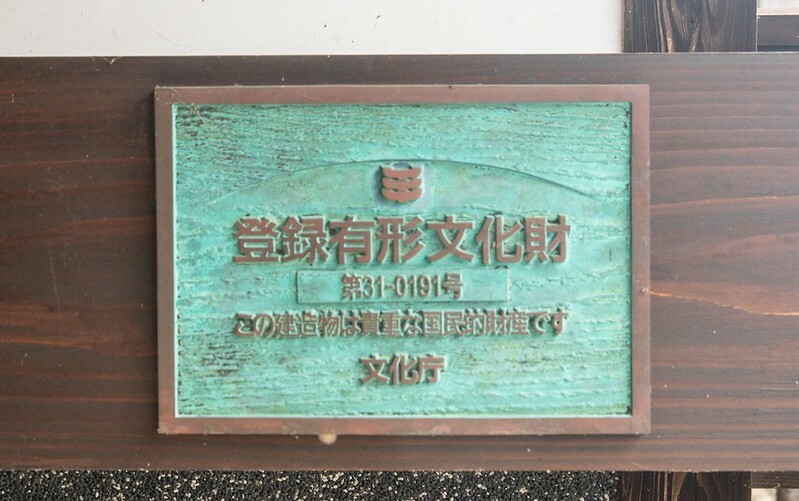 登録有形文化財
第31-0191号
この建造物は貴重な国民的財産です
文化庁